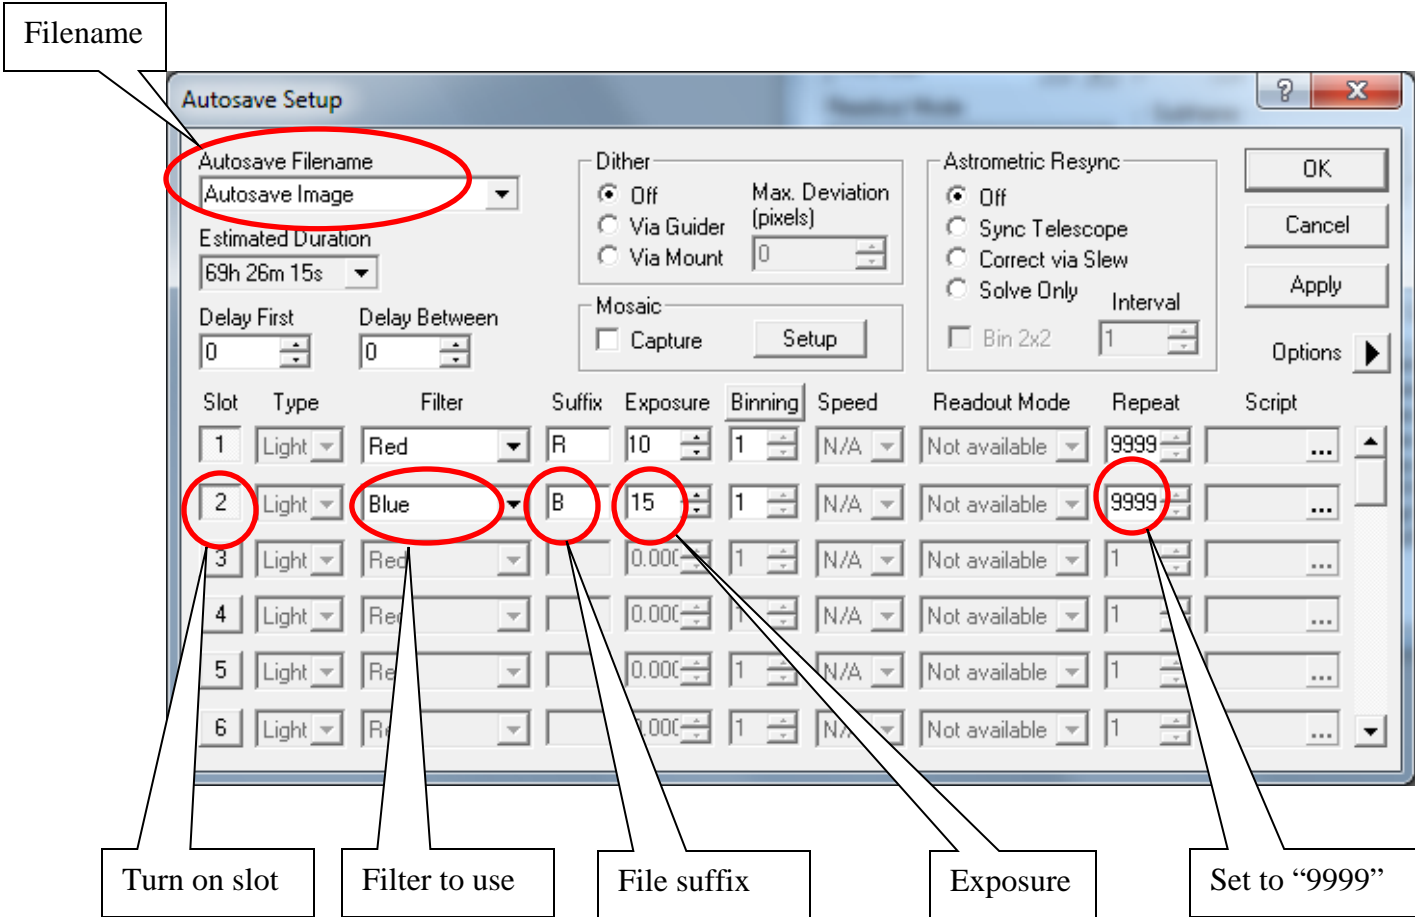 Filename
Autosave Setup
Autosave Filename
Autosave Image
Estimated Duration
69h 26m 15s
Delay First
Delay Between
0
0
Dither
Off
Via Guider
Via Mount
Max. Deviation
(pixels)
0
Mosaic
Capture
Setup
Astrometric Resync
Off
Sync Telescope
Correct via Slew
Solve Only
Bin 2x2
Interval
1
OK
Cancel
Apply
Options
Slot Type Filter Suffix Exposure Binning Speed Readout Mode Repeat Script
1 Light Red R 10 1 N/A Not available 9999 ...
2 Light Blue B 15 1 N/A Not available 9999 ...
3 Light Red 0.000 1 N/A Not available 1 ...
4 Light Red 0.000 1 N/A Not available 1 ...
5 Light Re 0.000 1 N/A Not available 1 ...
6 Light Re .000 1 N/A Not available 1 ...
Turn on slot
Filter to use
File suffix
Exposure
Set to “9999”